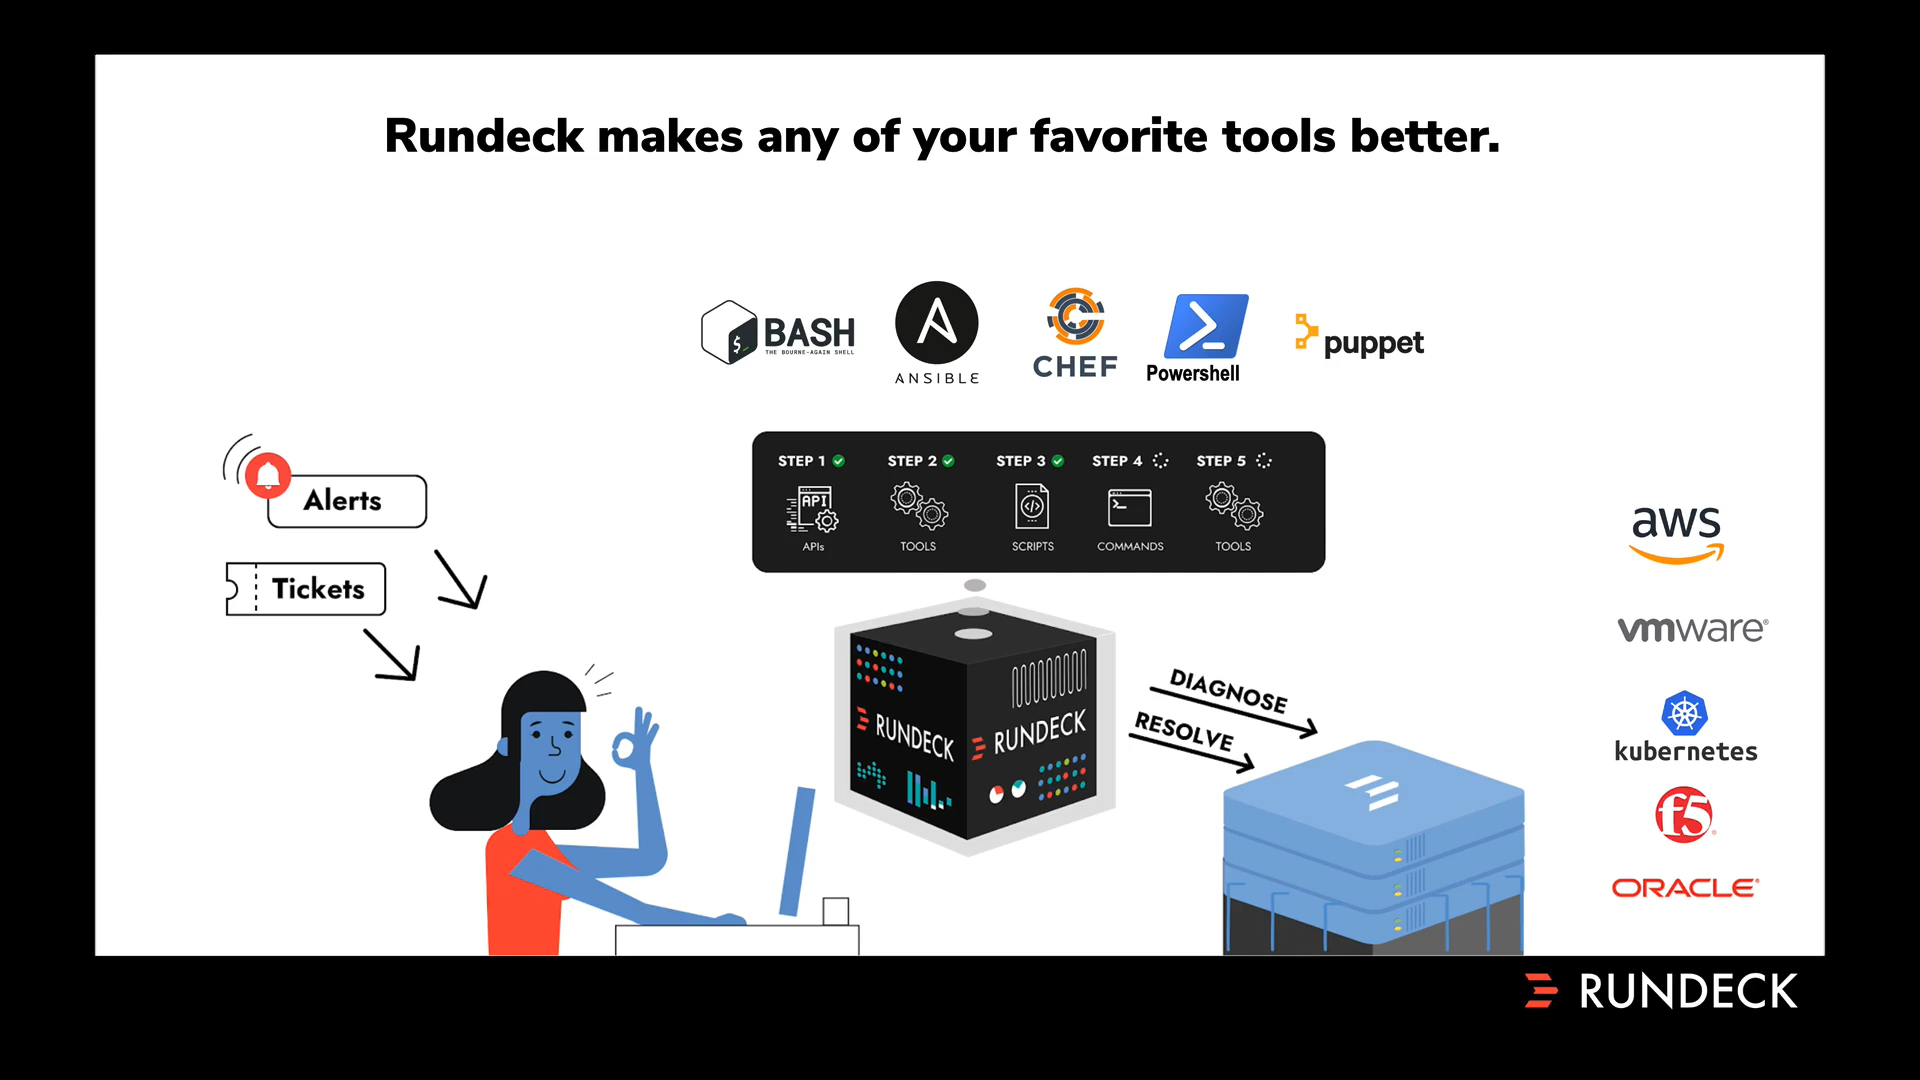 Rundeck makes any of your favorite tools better.
$_
BASH
THE BOURNE-AGAIN SHELL
ANSIBLE
CHEF
Powershell
puppet
Alerts
Tickets
STEP 1 STEP 2 STEP 3 STEP 4 STEP 5
API
APIs TOOLS SCRIPTS COMMANDS TOOLS
RUNDECK
RUNDECK
DIAGNOSE
RESOLVE
aws
vmware®
kubernetes
f5®
ORACLE®
RUNDECK